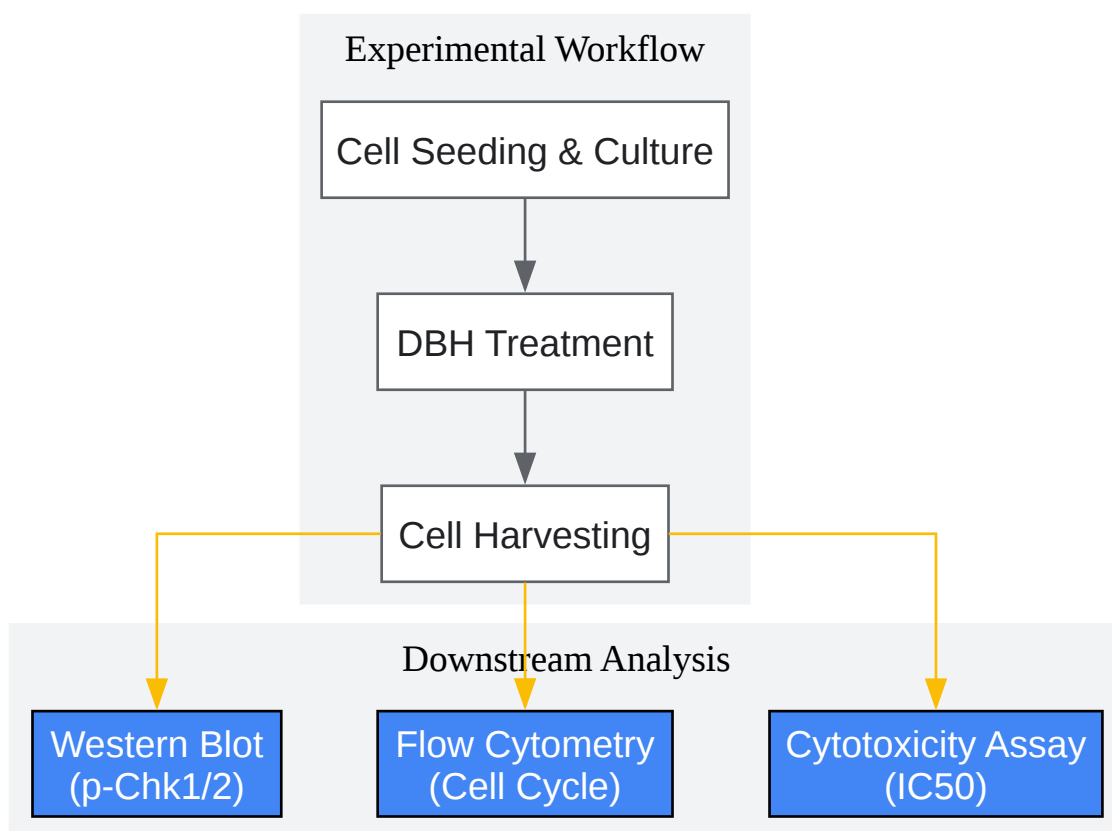 Experimental Workflow
Cell Seeding & Culture
DBH Treatment
Cell Harvesting
Downstream Analysis
Western Blot
(p-Chk1/2)
Flow Cytometry
(Cell Cycle)
Cytotoxicity Assay
(IC50)